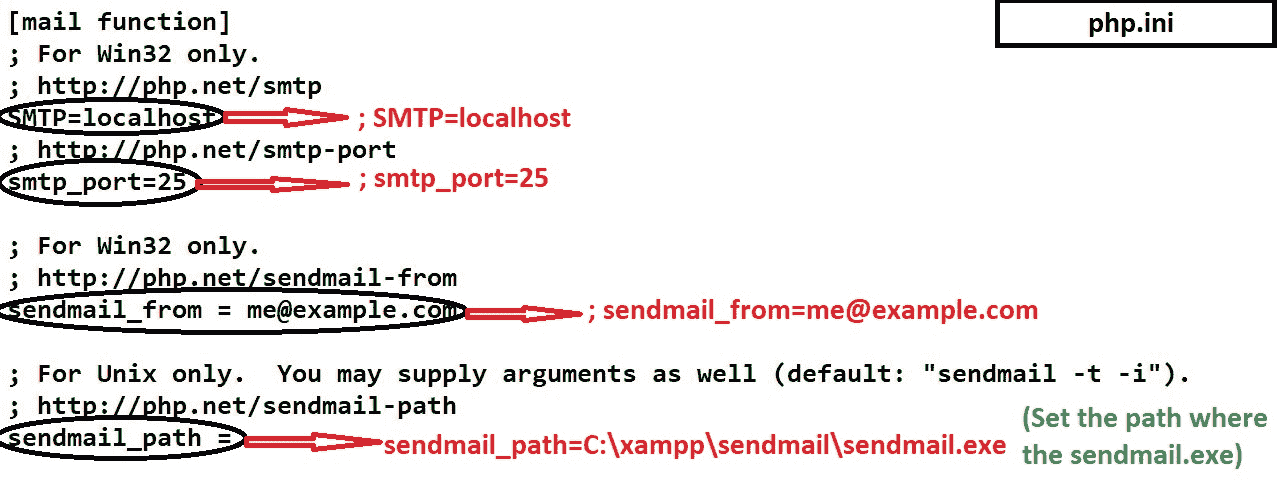 [mail function]
php.ini
; For Win32 only.
; http://php.net/smtp
SMTP=localhost ; SMTP=localhost
; http://php.net/smtp-port
smtp_port=25 ; smtp_port=25
; For Win32 only.
; http://php.net/sendmail-from
sendmail_from = me@example.com ; sendmail_from=me@example.com
; For Unix only.  You may supply arguments as well (default: "sendmail -t -i").
; http://php.net/sendmail-path
sendmail_path = sendmail_path=C:\xampp\sendmail\sendmail.exe
(Set the path where
the sendmail.exe)